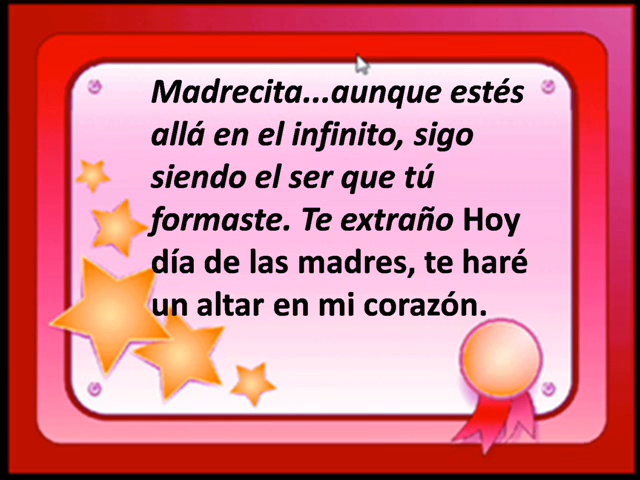 Madrecita...aunque estés
allá en el infinito, sigo
siendo el ser que tú
formaste. Te extraño Hoy
día de las madres, te haré
un altar en mi corazón.